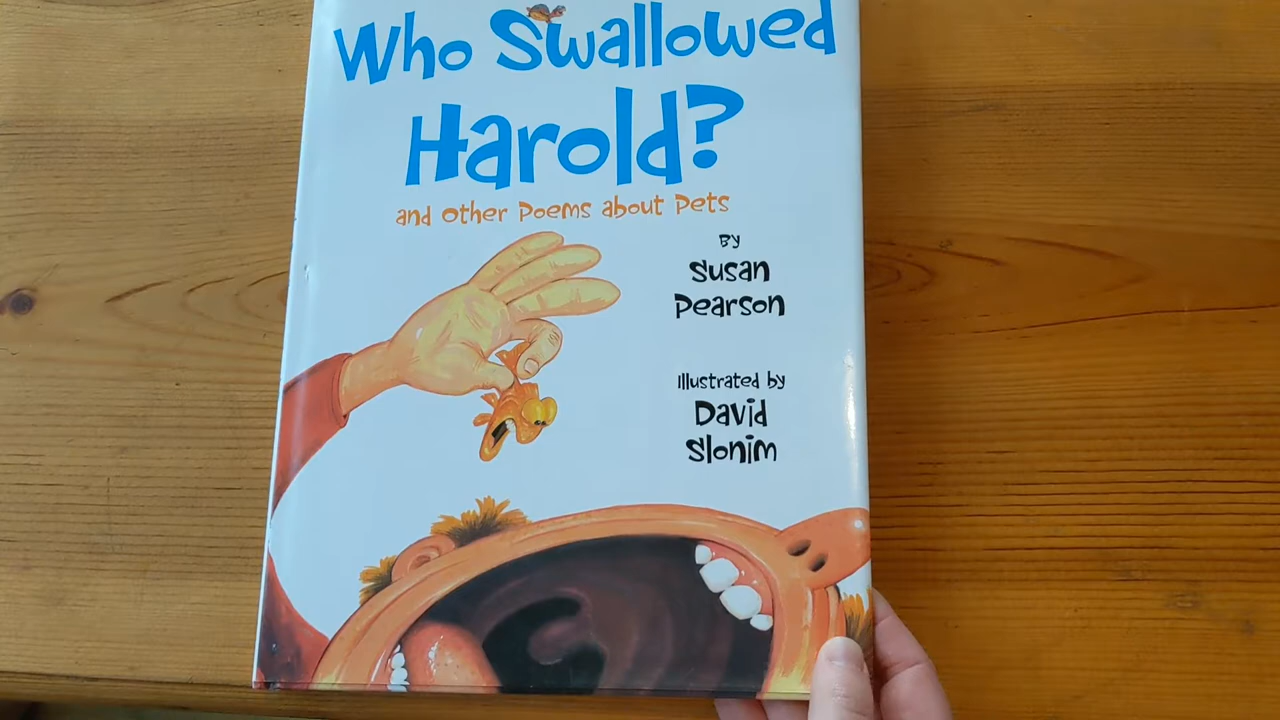 Who Swallowed
Harold?
and Other Poems about Pets
By
Susan
Pearson
Illustrated by
David
Slonim